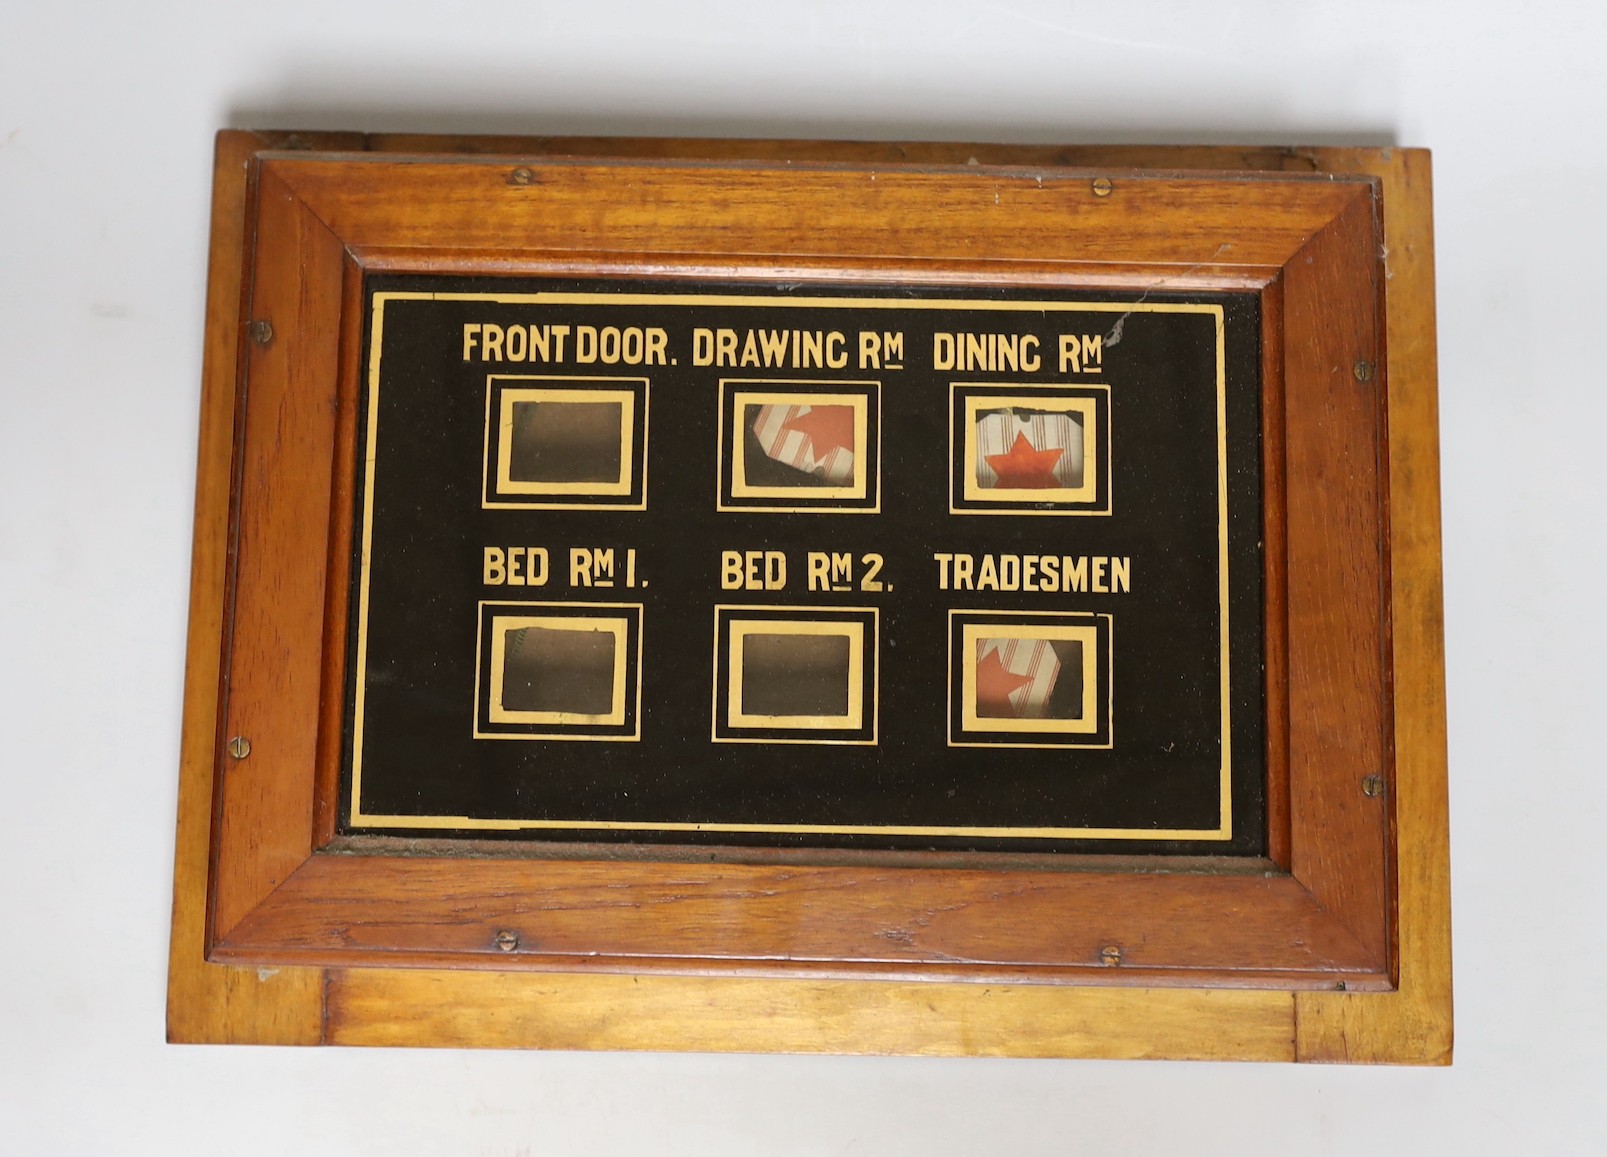 FRONT DOOR. DRAWING RM DINING RM
BED RM 1. BED RM 2. TRADESMEN